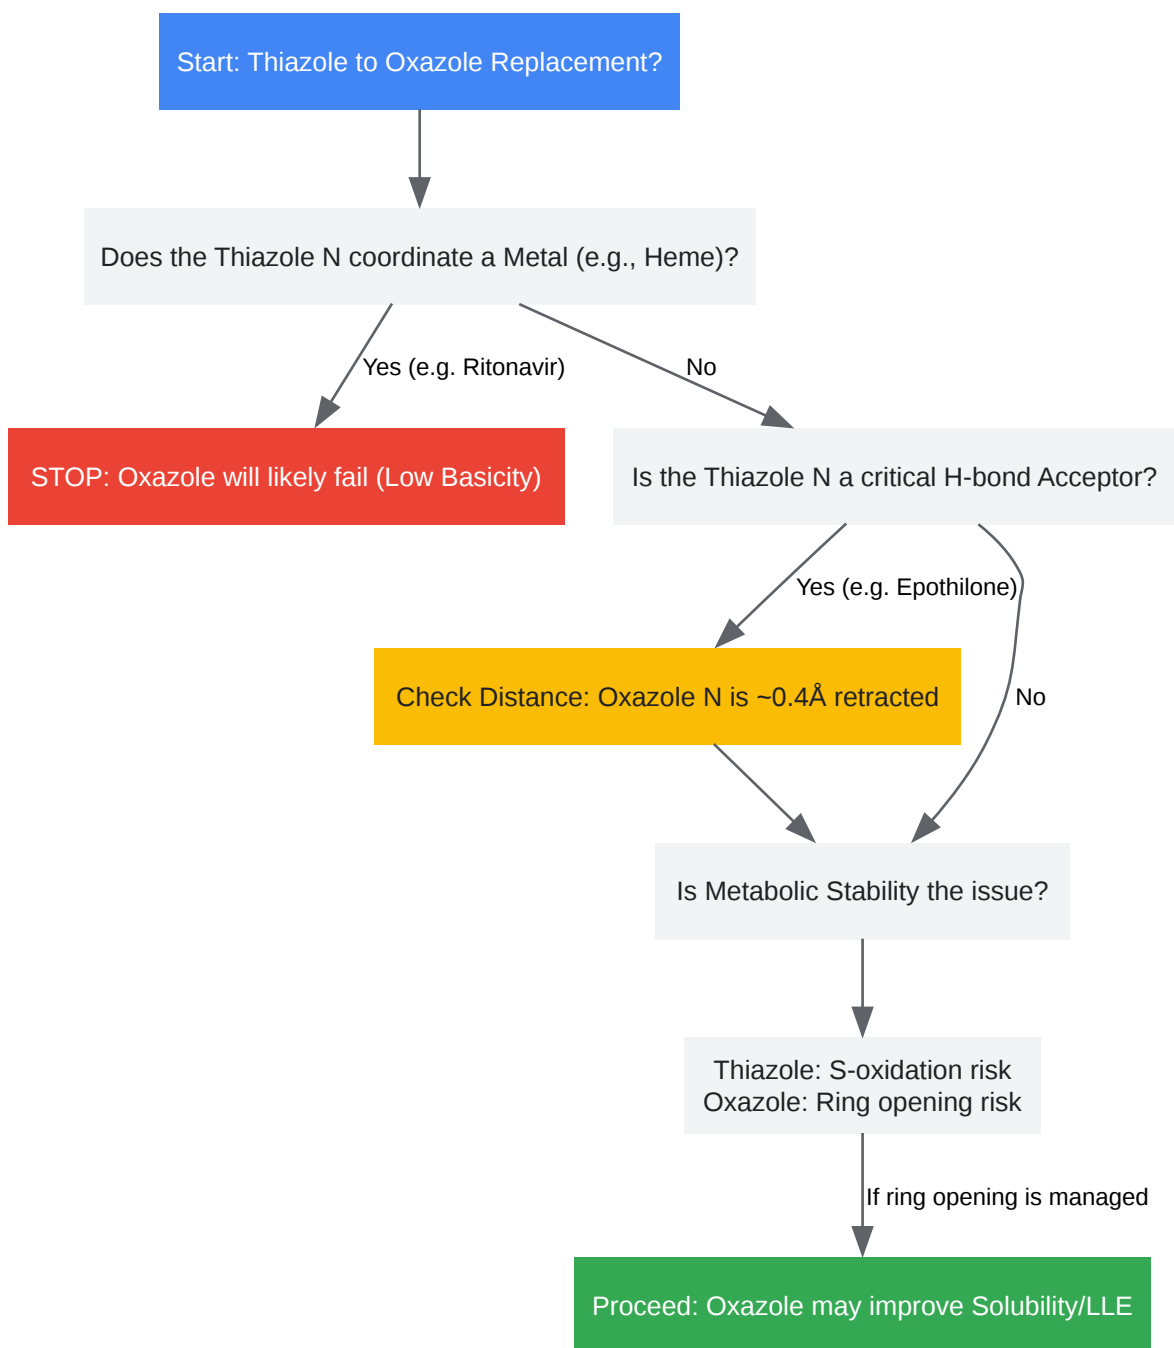 Start: Thiazole to Oxazole Replacement?
Does the Thiazole N coordinate a Metal (e.g., Heme)?
Yes (e.g. Ritonavir)
No
STOP: Oxazole will likely fail (Low Basicity)
Is the Thiazole N a critical H-bond Acceptor?
Yes (e.g. Epothilone)
Check Distance: Oxazole N is ~0.4Å retracted
No
Is Metabolic Stability the issue?
Thiazole: S-oxidation risk
Oxazole: Ring opening risk
If ring opening is managed
Proceed: Oxazole may improve Solubility/LLE